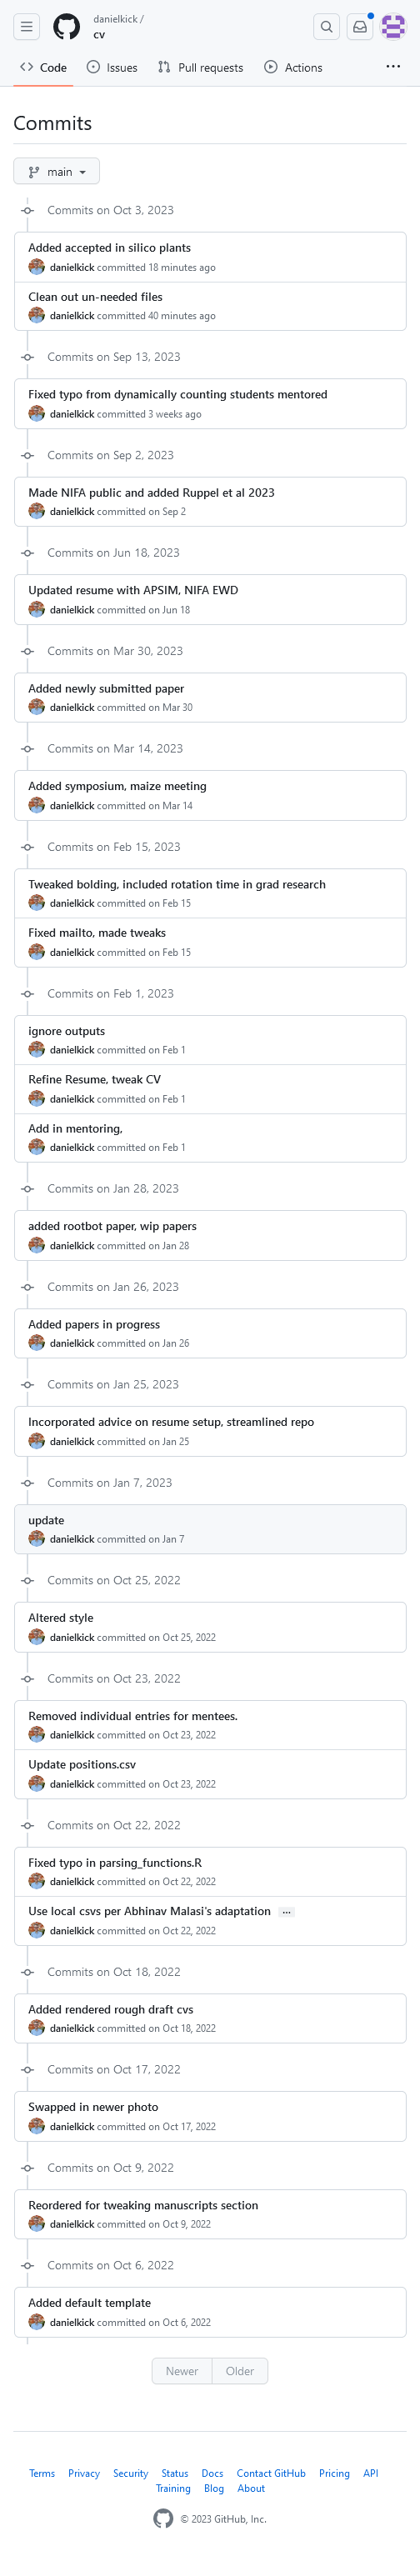 danielkick /
cv
Code Issues Pull requests Actions
Commits
main
Commits on Oct 3, 2023
Added accepted in silico plants
danielkick committed 18 minutes ago
Clean out un-needed files
danielkick committed 40 minutes ago
Commits on Sep 13, 2023
Fixed typo from dynamically counting students mentored
danielkick committed 3 weeks ago
Commits on Sep 2, 2023
Made NIFA public and added Ruppel et al 2023
danielkick committed on Sep 2
Commits on Jun 18, 2023
Updated resume with APSIM, NIFA EWD
danielkick committed on Jun 18
Commits on Mar 30, 2023
Added newly submitted paper
danielkick committed on Mar 30
Commits on Mar 14, 2023
Added symposium, maize meeting
danielkick committed on Mar 14
Commits on Feb 15, 2023
Tweaked bolding, included rotation time in grad research
danielkick committed on Feb 15
Fixed mailto, made tweaks
danielkick committed on Feb 15
Commits on Feb 1, 2023
ignore outputs
danielkick committed on Feb 1
Refine Resume, tweak CV
danielkick committed on Feb 1
Add in mentoring,
danielkick committed on Feb 1
Commits on Jan 28, 2023
added rootbot paper, wip papers
danielkick committed on Jan 28
Commits on Jan 26, 2023
Added papers in progress
danielkick committed on Jan 26
Commits on Jan 25, 2023
Incorporated advice on resume setup, streamlined repo
danielkick committed on Jan 25
Commits on Jan 7, 2023
update
danielkick committed on Jan 7
Commits on Oct 25, 2022
Altered style
danielkick committed on Oct 25, 2022
Commits on Oct 23, 2022
Removed individual entries for mentees.
danielkick committed on Oct 23, 2022
Update positions.csv
danielkick committed on Oct 23, 2022
Commits on Oct 22, 2022
Fixed typo in parsing_functions.R
danielkick committed on Oct 22, 2022
Use local csvs per Abhinav Malasi's adaptation …
danielkick committed on Oct 22, 2022
Commits on Oct 18, 2022
Added rendered rough draft cvs
danielkick committed on Oct 18, 2022
Commits on Oct 17, 2022
Swapped in newer photo
danielkick committed on Oct 17, 2022
Commits on Oct 9, 2022
Reordered for tweaking manuscripts section
danielkick committed on Oct 9, 2022
Commits on Oct 6, 2022
Added default template
danielkick committed on Oct 6, 2022
Newer Older
Terms Privacy Security Status Docs Contact GitHub Pricing API
Training Blog About
© 2023 GitHub, Inc.